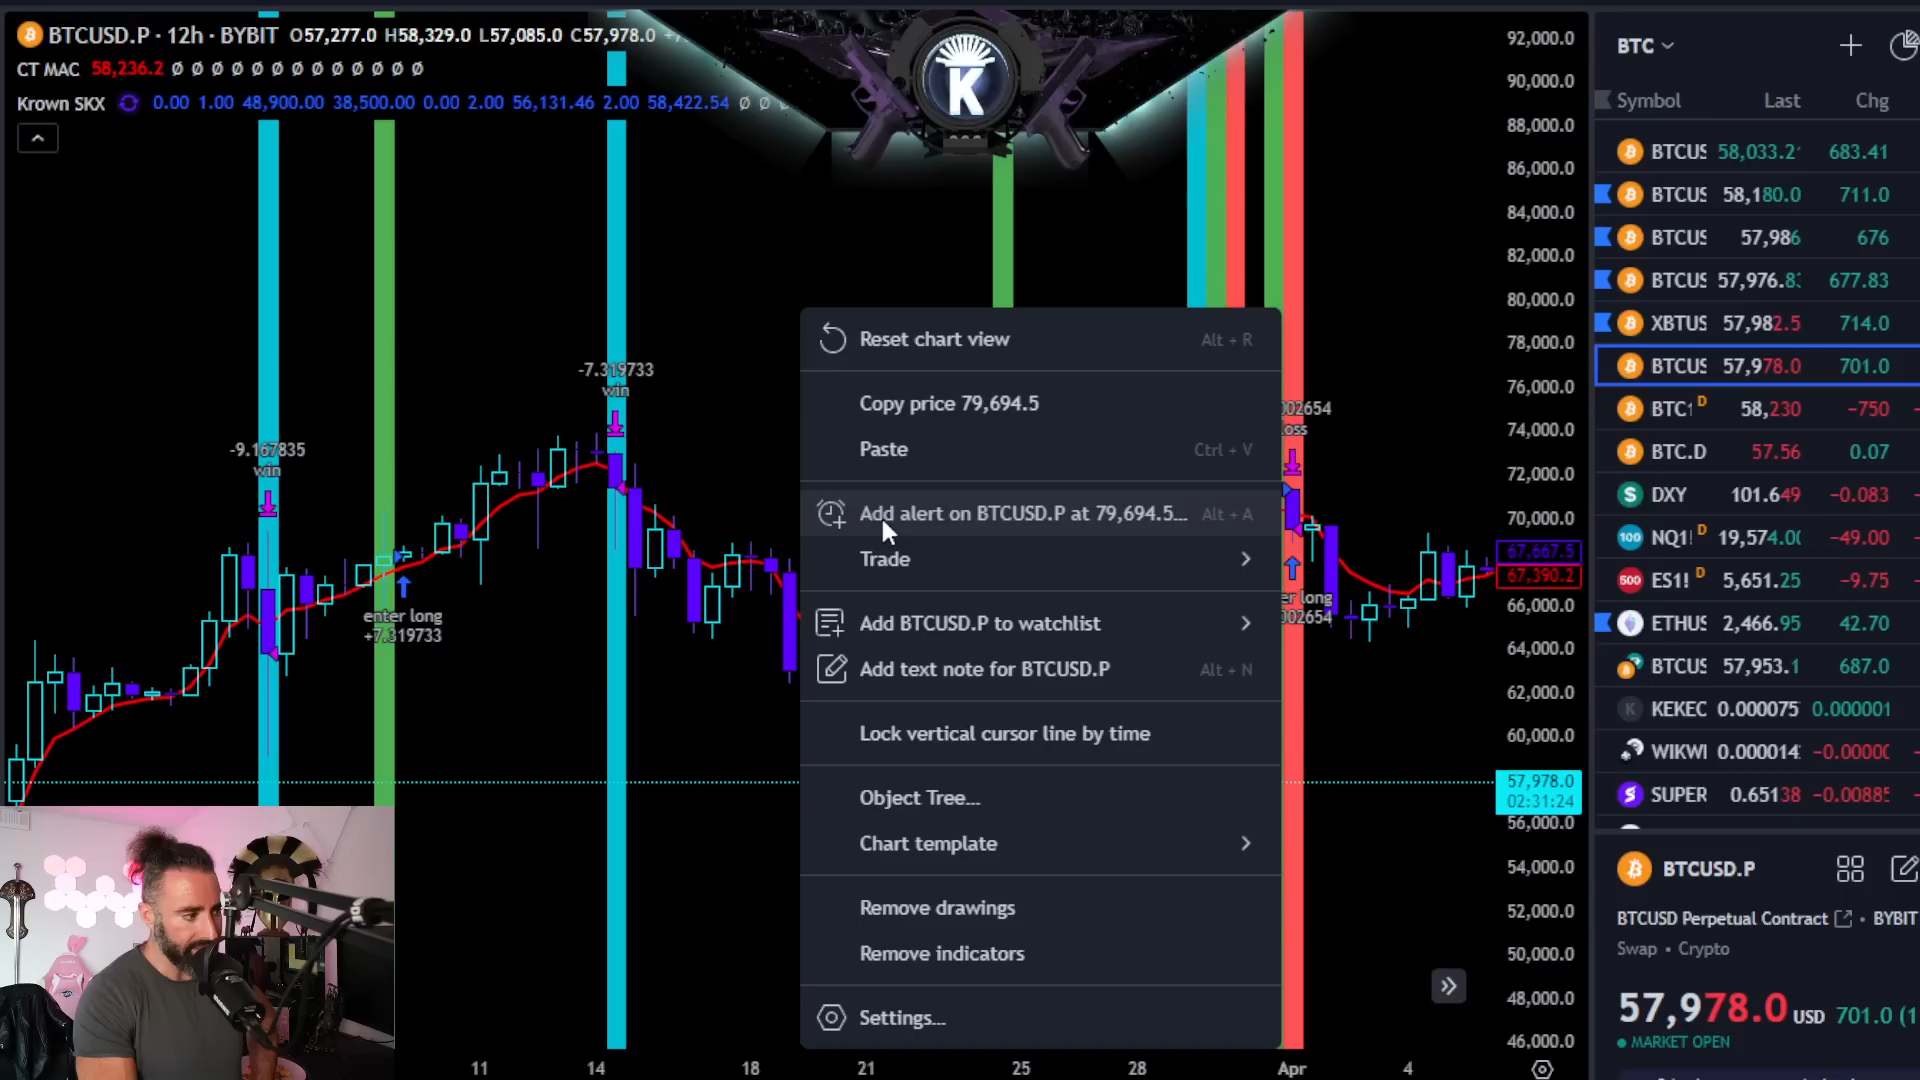 BTCUSD.P · 12h · BYBIT O57,277.0 H58,329.0 L57,085.0 C57,978.0
CT MAC 58,236.2 Ø Ø Ø Ø Ø Ø Ø Ø Ø Ø Ø Ø Ø
Krown SKX 0.00 1.00 48,900.00 38,500.00 0.00 2.00 56,131.46 2.00 58,422.54 Ø Ø
K
-9.167835
win
-7.319733
win
enter long
+7.319733
002654
oss
er long
002654
Reset chart view Alt + R
Copy price 79,694.5
Paste Ctrl + V
Add alert on BTCUSD.P at 79,694.5... Alt + A
Trade
Add BTCUSD.P to watchlist
Add text note for BTCUSD.P Alt + N
Lock vertical cursor line by time
Object Tree...
Chart template
Remove drawings
Remove indicators
Settings...
92,000.0
90,000.0
88,000.0
86,000.0
84,000.0
82,000.0
80,000.0
78,000.0
76,000.0
74,000.0
72,000.0
70,000.0
67,667.5
67,390.2
66,000.0
64,000.0
62,000.0
60,000.0
57,978.0
02:31:24
56,000.0
54,000.0
52,000.0
50,000.0
48,000.0
46,000.0
11 14 18 21 25 28 Apr 4
BTC
Symbol Last Chg
BTCUS 58,033.2 683.41
BTCUS 58,180.0 711.0
BTCUS 57,986 676
BTCUS 57,976.8 677.83
XBTUS 57,982.5 714.0
BTCUS 57,978.0 701.0
BTC1 D 58,230 −750
BTC.D 57.56 0.07
$ DXY 101.649 −0.083
100 NQ1! D 19,574.00 −49.00
500 ES1! D 5,651.25 −9.75
ETHUS 2,466.95 42.70
BTCUS 57,953.1 687.0
K KEKEC 0.000075 0.000001
WIKWI 0.000014 −0.0000
SUPER 0.65138 −0.00885
BTCUSD.P
BTCUSD Perpetual Contract • BYBIT
Swap • Crypto
57,978.0 USD 701.0 (1
MARKET OPEN